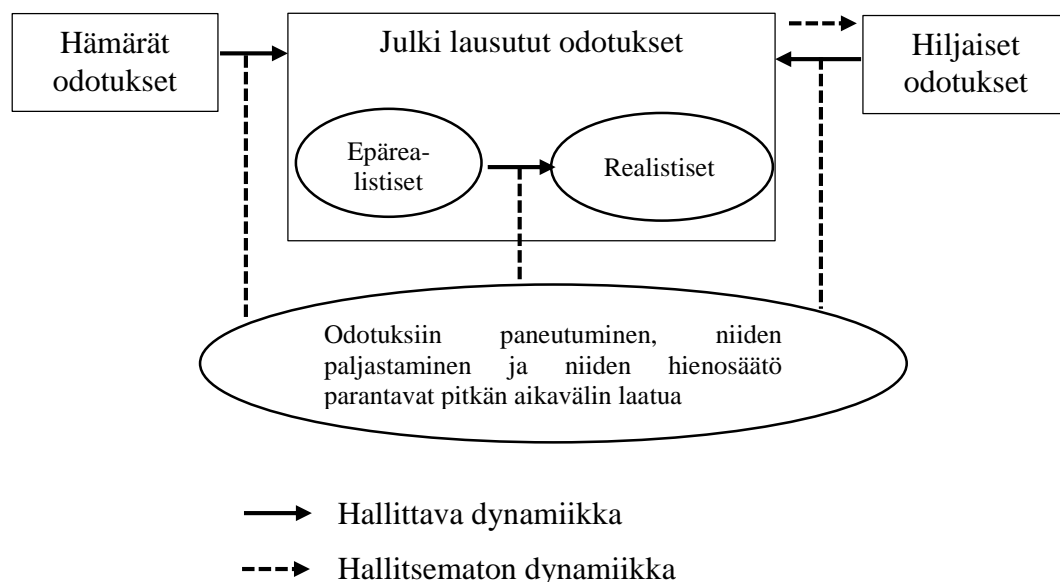 Hämärät
odotukset
Julki lausutut odotukset
Hiljaiset
odotukset
Epärea-
listiset
Realistiset
Odotuksiin paneutuminen, niiden
paljastaminen ja niiden hienosäätö
parantavat pitkän aikavälin laatua
Hallittava dynamiikka
Hallitsematon dynamiikka